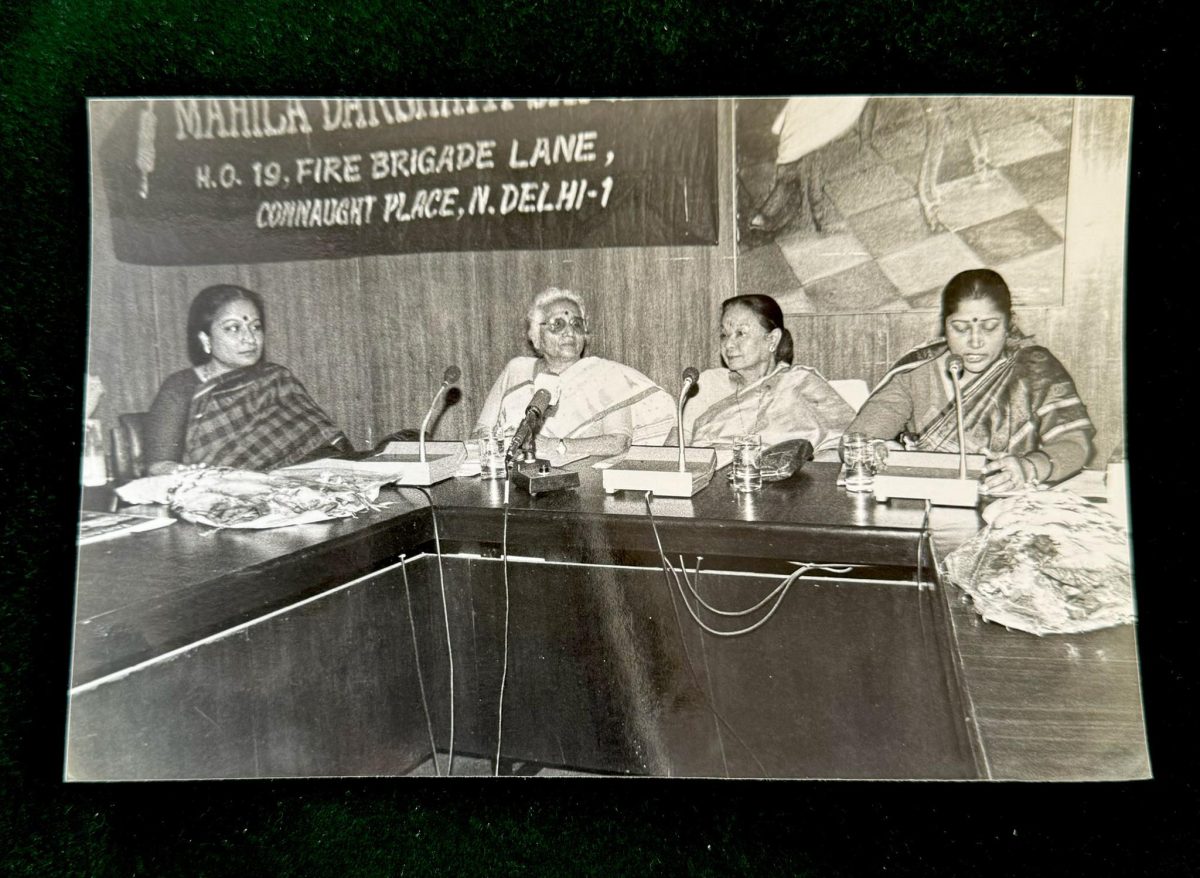 MAHILA DAKSHATA
H.O. 19, FIRE BRIGADE LANE,
CONNAUGHT PLACE, N. DELHI-1